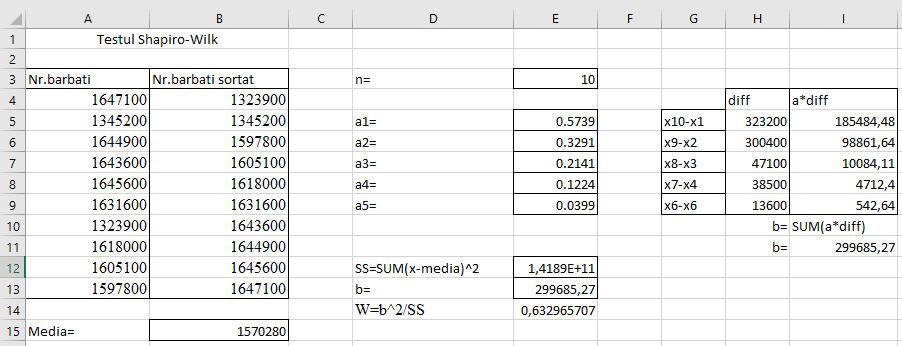 A B C D E F G H I
1 Testul Shapiro-Wilk
2
3 Nr.barbati Nr.barbati sortat n= 10
4 1647100 1323900 diff a*diff
5 1345200 1345200 a1= 0.5739 x10-x1 323200 185484,48
6 1644900 1597800 a2= 0.3291 x9-x2 300400 98861,64
7 1643600 1605100 a3= 0.2141 x8-x3 47100 10084,11
8 1645600 1618000 a4= 0.1224 x7-x4 38500 4712,4
9 1631600 1631600 a5= 0.0399 x6-x6 13600 542,64
10 1323900 1643600 b= SUM(a*diff)
11 1618000 1644900 b= 299685,27
12 1605100 1645600 SS=SUM(x-media)^2 1,4189E+11
13 1597800 1647100 b= 299685,27
14 W=b^2/SS 0,632965707
15 Media= 1570280